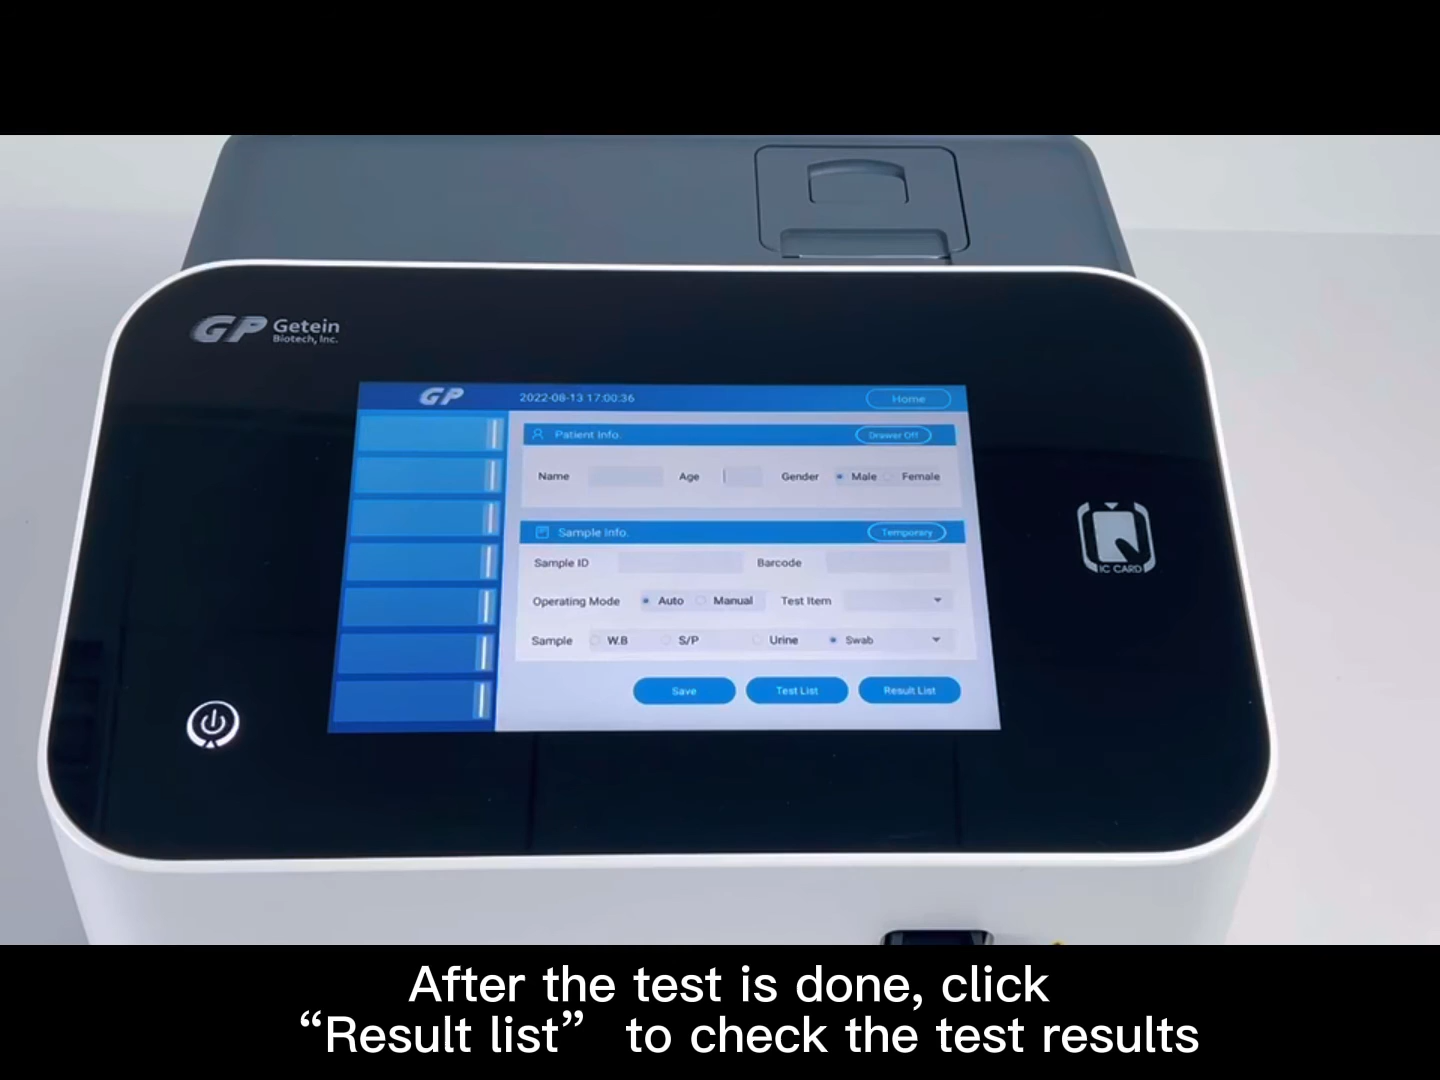 GP Getein
Biotech, Inc.
GP 2022-08-13 17:00:36 Home
Patient Info. Drawer Off
Name Age Gender Male Female
Sample Info. Temporary
Sample ID Barcode
Operating Mode Auto Manual Test Item
Sample W.B S/P Urine Swab
Save Test List Result List
IC CARD
After the test is done, click
“Result list” to check the test results